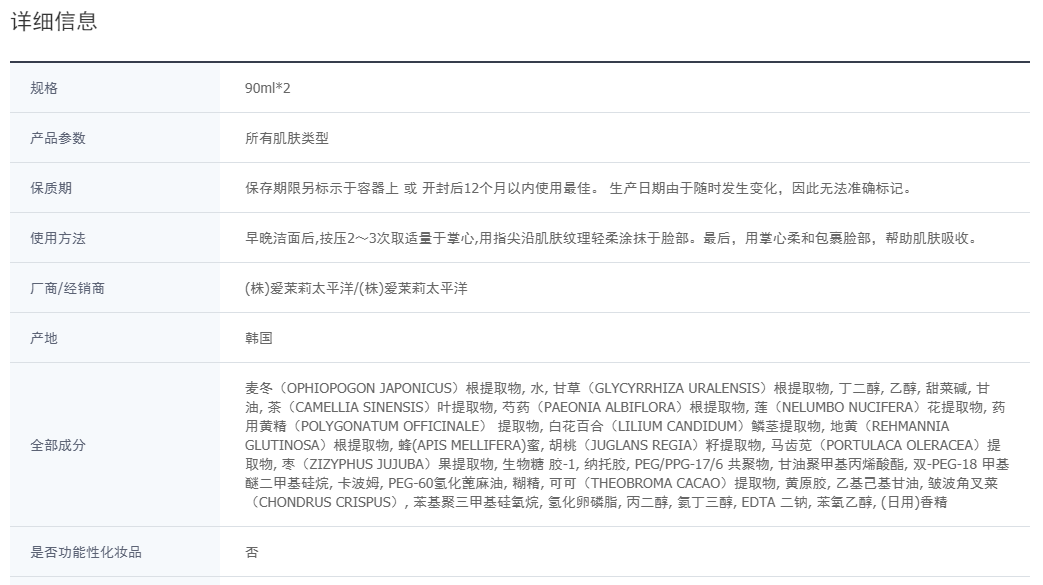 详细信息
规格
90ml*2
产品参数
所有肌肤类型
保质期
保存期限另标示于容器上 或 开封后12个月以内使用最佳。 生产日期由于随时发生变化，因此无法准确标记。
使用方法
早晚洁面后,按压2～3次取适量于掌心,用指尖沿肌肤纹理轻柔涂抹于脸部。最后，用掌心柔和包裹脸部，帮助肌肤吸收。
厂商/经销商
(株)爱茉莉太平洋/(株)爱茉莉太平洋
产地
韩国
全部成分
麦冬（OPHIOPOGON JAPONICUS）根提取物, 水, 甘草（GLYCYRRHIZA URALENSIS）根提取物, 丁二醇, 乙醇, 甜菜碱, 甘
油, 茶（CAMELLIA SINENSIS）叶提取物, 芍药（PAEONIA ALBIFLORA）根提取物, 莲（NELUMBO NUCIFERA）花提取物, 药
用黄精（POLYGONATUM OFFICINALE） 提取物, 白花百合（LILIUM CANDIDUM）鳞茎提取物, 地黄（REHMANNIA
GLUTINOSA）根提取物, 蜂(APIS MELLIFERA)蜜, 胡桃（JUGLANS REGIA）籽提取物, 马齿苋（PORTULACA OLERACEA）提
取物, 枣（ZIZYPHUS JUJUBA）果提取物, 生物糖 胶-1, 纳托胶, PEG/PPG-17/6 共聚物, 甘油聚甲基丙烯酸酯, 双-PEG-18 甲基
醚二甲基硅烷, 卡波姆, PEG-60氢化蓖麻油, 糊精, 可可（THEOBROMA CACAO）提取物, 黄原胶, 乙基己基甘油, 皱波角叉菜
（CHONDRUS CRISPUS）, 苯基聚三甲基硅氧烷, 氢化卵磷脂, 丙二醇, 氨丁三醇, EDTA 二钠, 苯氧乙醇, (日用)香精
是否功能性化妆品
否